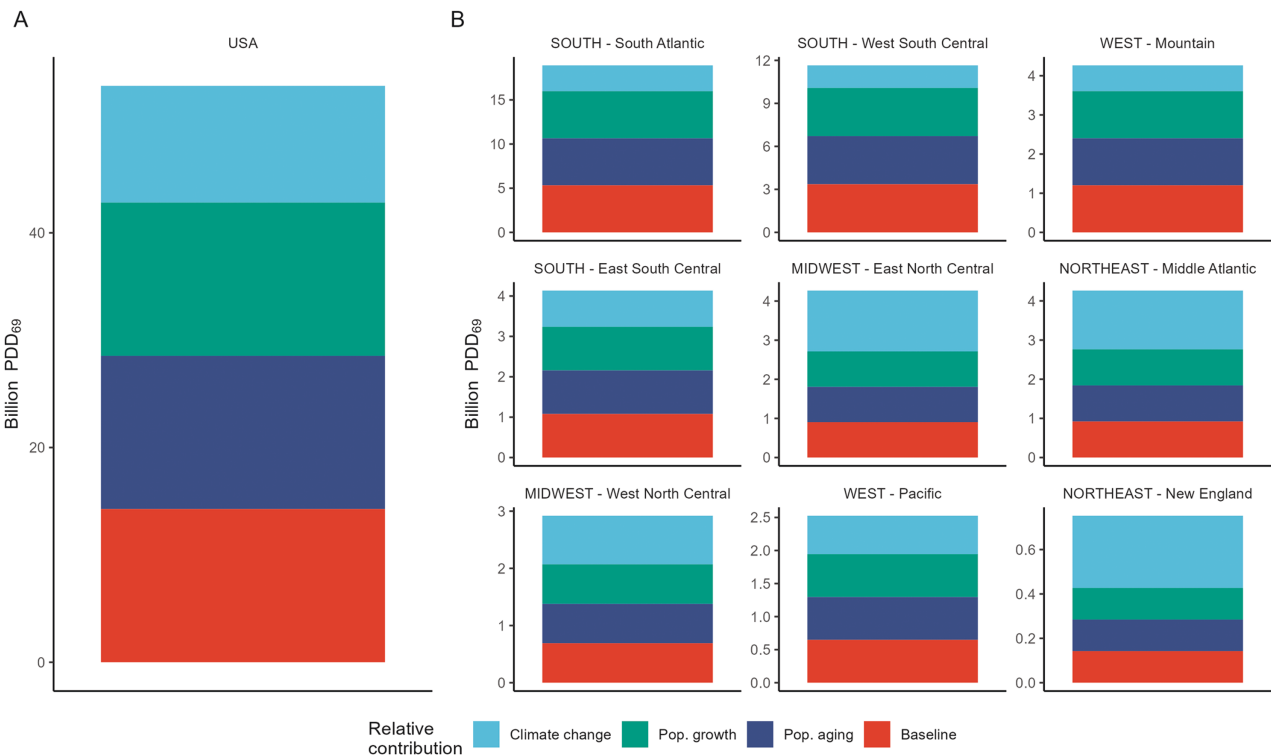 A
B
USA
Billion PDD69
40
20
0
SOUTH - South Atlantic
15
10
5
0
SOUTH - West South Central
12
9
6
3
0
WEST - Mountain
4
3
2
1
0
Billion PDD69
SOUTH - East South Central
4
3
2
1
0
MIDWEST - East North Central
4
3
2
1
0
NORTHEAST - Middle Atlantic
4
3
2
1
0
MIDWEST - West North Central
3
2
1
0
WEST - Pacific
2.5
2.0
1.5
1.0
0.5
0.0
NORTHEAST - New England
0.6
0.4
0.2
0.0
Relative
contribution
Climate change
Pop. growth
Pop. aging
Baseline